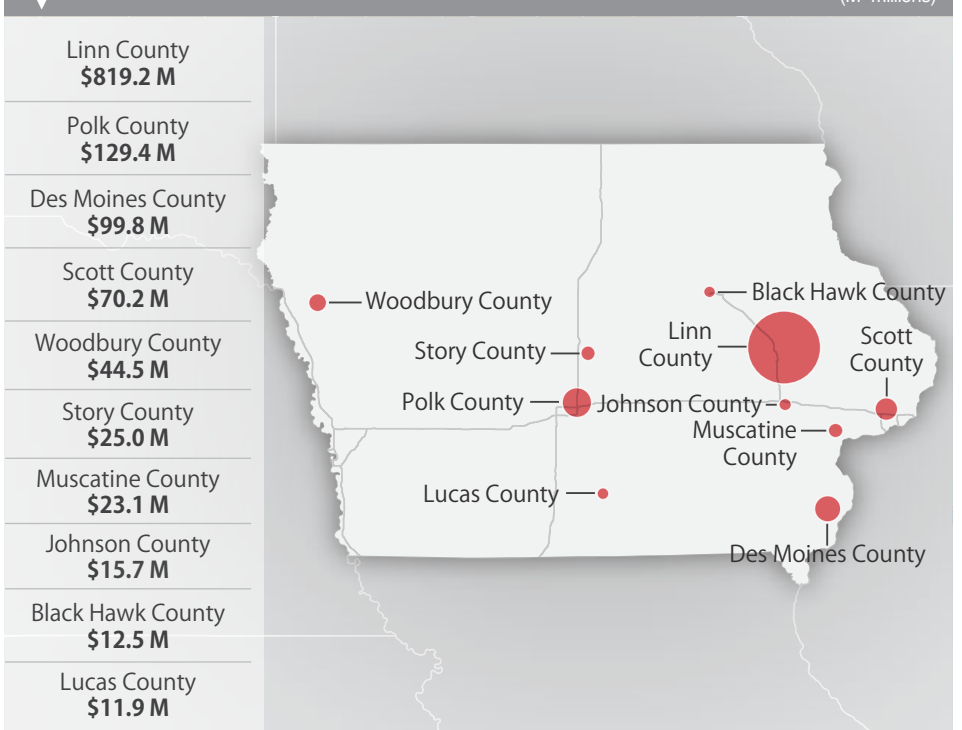 Linn County
$819.2 M
Polk County
$129.4 M
Des Moines County
$99.8 M
Scott County
$70.2 M
Woodbury County
$44.5 M
Story County
$25.0 M
Muscatine County
$23.1 M
Johnson County
$15.7 M
Black Hawk County
$12.5 M
Lucas County
$11.9 M
Black Hawk County
Woodbury County
Linn
County
Scott
County
Story County
Polk County
Johnson County
Muscatine
County
Lucas County
Des Moines County